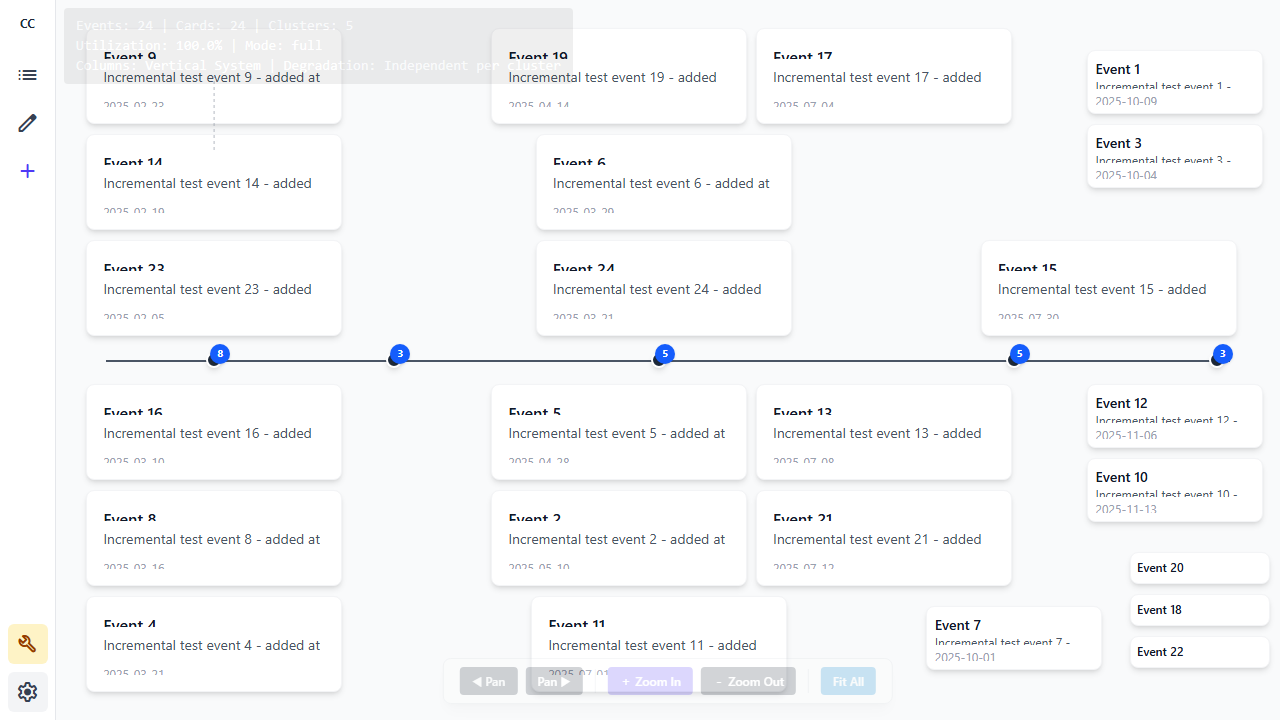 CC
Events: 24 | Cards: 24 | Clusters: 5
Utilization: 100.0% | Mode: full
Columns: Vertical System | Degradation: Independent per cluster
Event 9
Incremental test event 9 - added at
2025-02-23
Event 14
Incremental test event 14 - added
2025-02-19
Event 23
Incremental test event 23 - added
2025-02-05
Event 19
Incremental test event 19 - added
2025-04-14
Event 17
Incremental test event 17 - added
2025-07-04
Event 6
Incremental test event 6 - added at
2025-03-29
Event 24
Incremental test event 24 - added
2025-03-21
Event 1
Incremental test event 1 -
2025-10-09
Event 3
Incremental test event 3 -
2025-10-04
Event 15
Incremental test event 15 - added
2025-07-30
8
3
5
5
3
Event 16
Incremental test event 16 - added
2025-03-10
Event 8
Incremental test event 8 - added at
2025-03-16
Event 4
Incremental test event 4 - added at
2025-03-21
Event 5
Incremental test event 5 - added at
2025-04-28
Event 13
Incremental test event 13 - added
2025-07-08
Event 2
Incremental test event 2 - added at
2025-05-10
Event 21
Incremental test event 21 - added
2025-07-12
Event 11
Incremental test event 11 - added
2025-07-01
Event 12
Incremental test event 12 -
2025-11-06
Event 10
Incremental test event 10 -
2025-11-13
Event 20
Event 18
Event 22
Event 7
Incremental test event 7 -
2025-10-01
◀ Pan
Pan ▶
+ Zoom In
- Zoom Out
Fit All